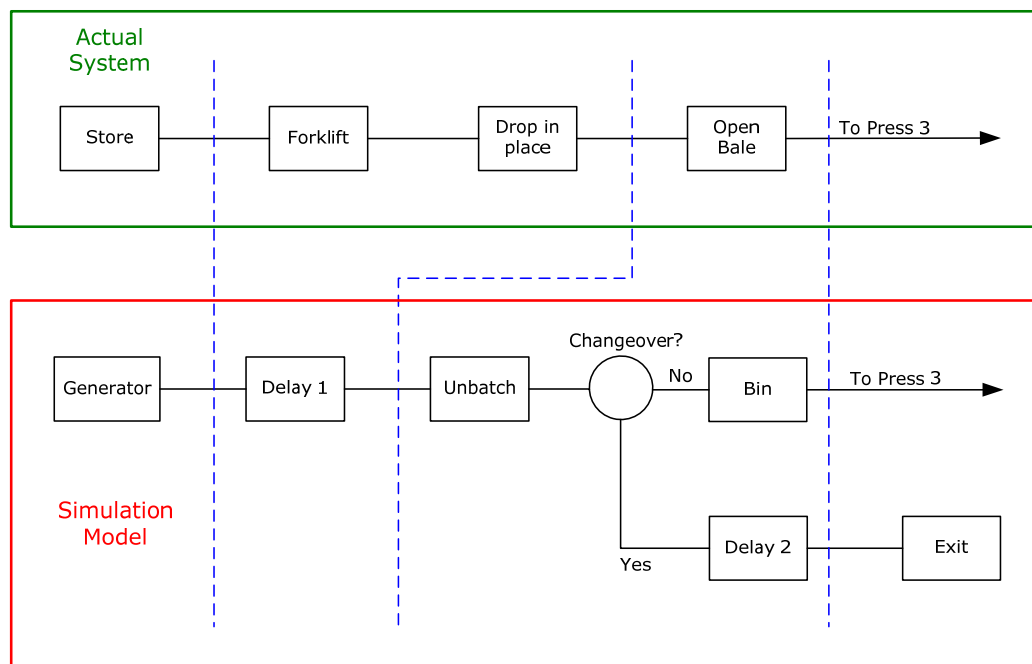 Actual
System
Store
Forklift
Drop in
place
Open
Bale
To Press 3
Changeover?
Generator
Delay 1
Unbatch
No
Bin
To Press 3
Simulation
Model
Yes
Delay 2
Exit